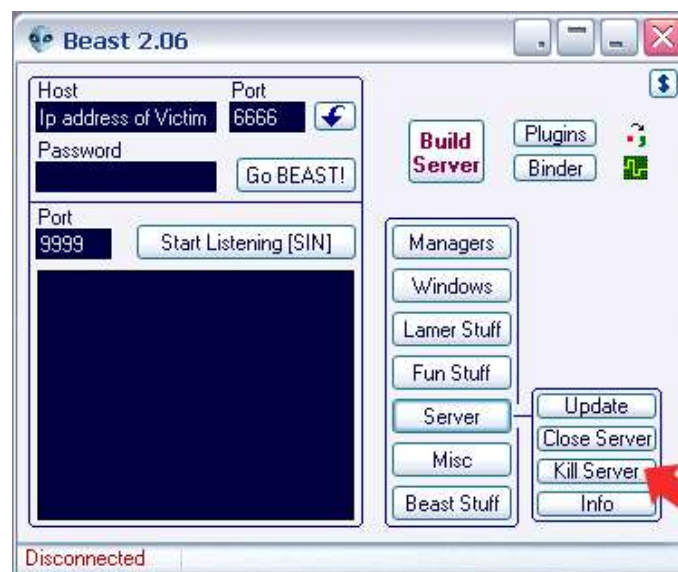 Beast 2.06
Host Port
Ip address of Victim 6666
Password
Go BEAST!
Build
Server
Plugins
Binder
$
Port
9999 Start Listening [SIN]
Managers
Windows
Lamer Stuff
Fun Stuff
Server
Misc
Beast Stuff
Update
Close Server
Kill Server
Info
Disconnected